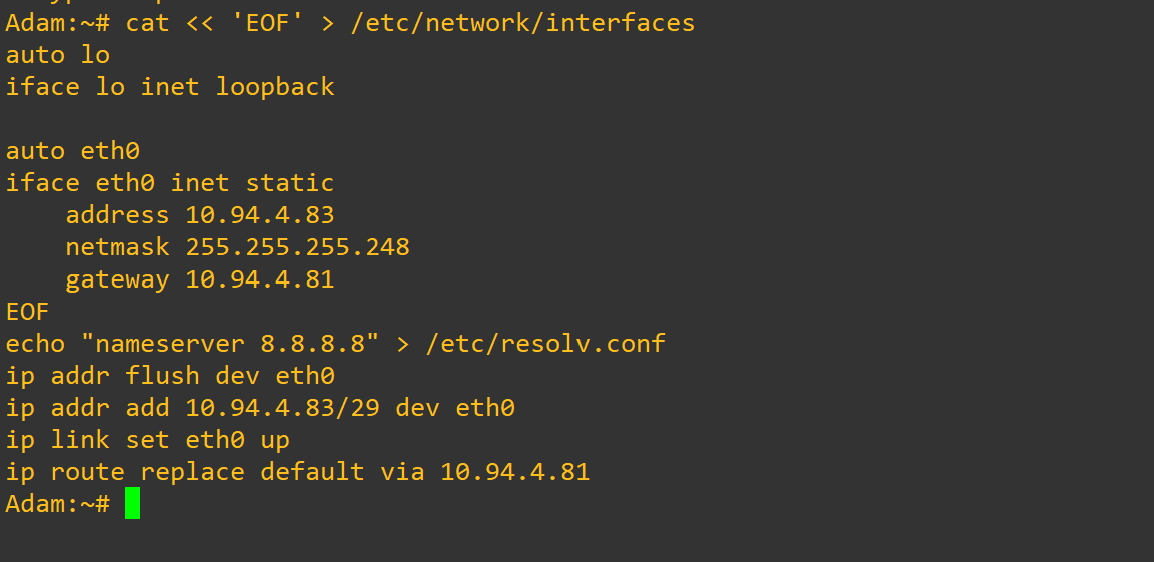 Adam:~# cat << 'EOF' > /etc/network/interfaces
auto lo
iface lo inet loopback

auto eth0
iface eth0 inet static
    address 10.94.4.83
    netmask 255.255.255.248
    gateway 10.94.4.81
EOF
echo "nameserver 8.8.8.8" > /etc/resolv.conf
ip addr flush dev eth0
ip addr add 10.94.4.83/29 dev eth0
ip link set eth0 up
ip route replace default via 10.94.4.81
Adam:~#